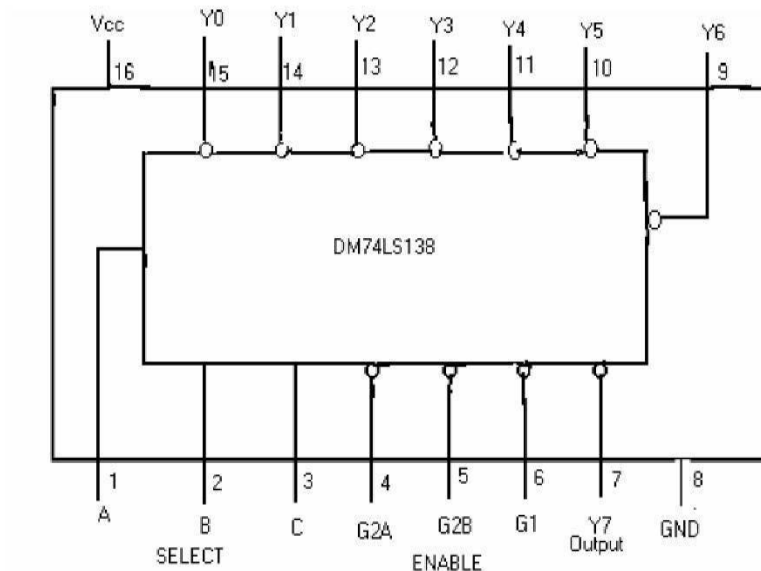 Vcc Y0 Y1 Y2 Y3 Y4 Y5 Y6
16 15 14 13 12 11 10 9
DM74LS138
1 2 3 4 5 6 7 8
A B C G2A G2B G1 Y7 GND
Output
SELECT ENABLE